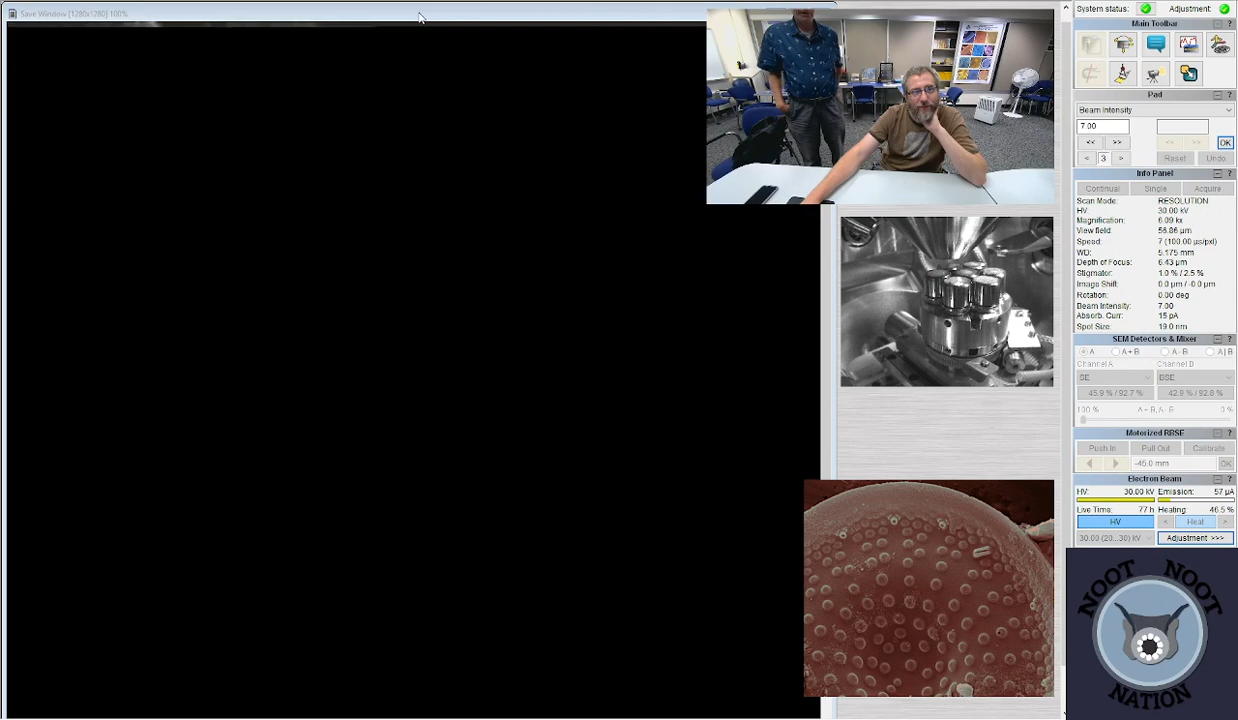 Save Window [1280x1280] 100%
System status: Adjustment:
Main Toolbar - ?
Pad - ?
Beam Intensity
7.00
<< >> << >> OK
< 3 > Reset Undo
Info Panel - ?
Continual Single Acquire
Scan Mode: RESOLUTION
HV: 30.00 kV
Magnification: 6.09 kx
View field: 56.86 µm
Speed: 7 (100.00 µs/pxl)
WD: 5.175 mm
Depth of Focus: 6.43 µm
Stigmator: 1.0 % / 2.5 %
Image Shift: 0.0 µm / -0.0 µm
Rotation: 0.00 deg
Beam Intensity: 7.00
Absorb. Curr: 15 pA
Spot Size: 19.0 nm
SEM Detectors & Mixer - ?
A A + B A - B A | B
Channel A Channel B
SE BSE
45.9 % / 92.7 % 42.9 % / 92.8 %
100 % A + B, A - B 0 %
Motorized RBSE - ?
Push In Pull Out Calibrate
-45.0 mm OK
Electron Beam - ?
HV: 30.00 kV Emission: 57 µA
Live Time: 77 h Heating: 46.5 %
HV < Heat >
30.00 (20...30) kV Adjustment >>>
NOOT NOOT
NATION